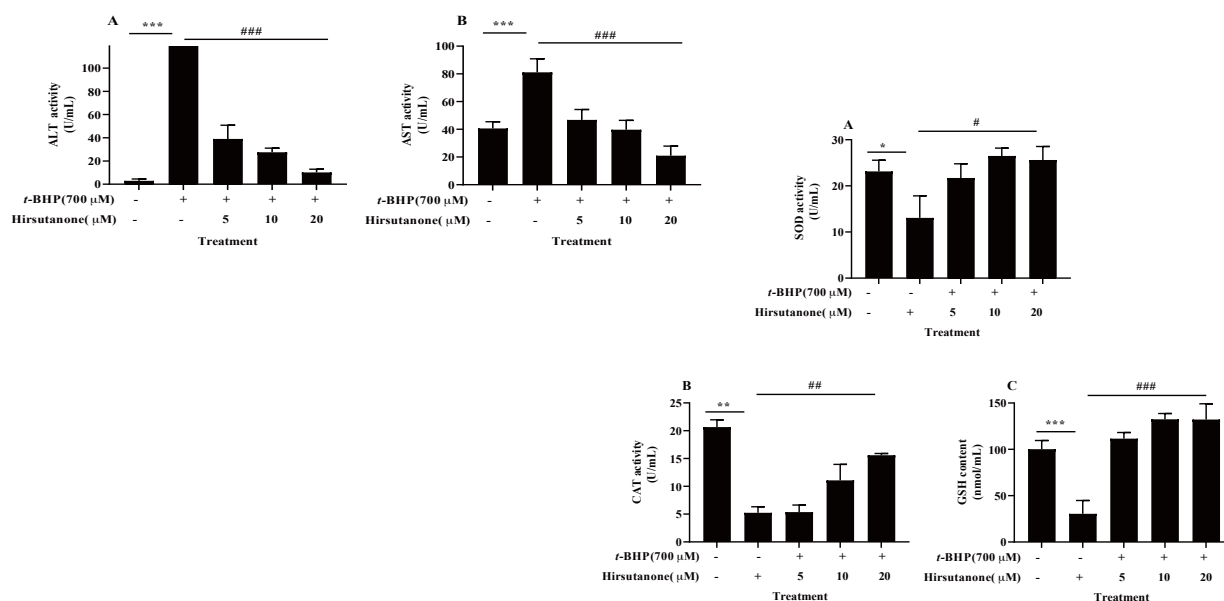 A
***
###
100
80
60
40
20
0
ALT activity
(U/mL)
t-BHP(700 μM) - + + + +
Hirsutanone( μM) - - 5 10 20
Treatment
B
***
###
100
80
60
40
20
0
AST activity
(U/mL)
t-BHP(700 μM) - + + + +
Hirsutanone( μM) - - 5 10 20
Treatment
A
*
#
30
20
10
0
SOD activity
(U/mL)
t-BHP(700 μM) - - + + +
Hirsutanone( μM) - + 5 10 20
Treatment
B
**
##
25
20
15
10
5
0
CAT activity
(U/mL)
t-BHP(700 μM) - - + + +
Hirsutanone( μM) - + 5 10 20
Treatment
C
***
###
150
100
50
0
GSH content
(nmol/mL)
t-BHP(700 μM) - - + + +
Hirsutanone( μM) - + 5 10 20
Treatment